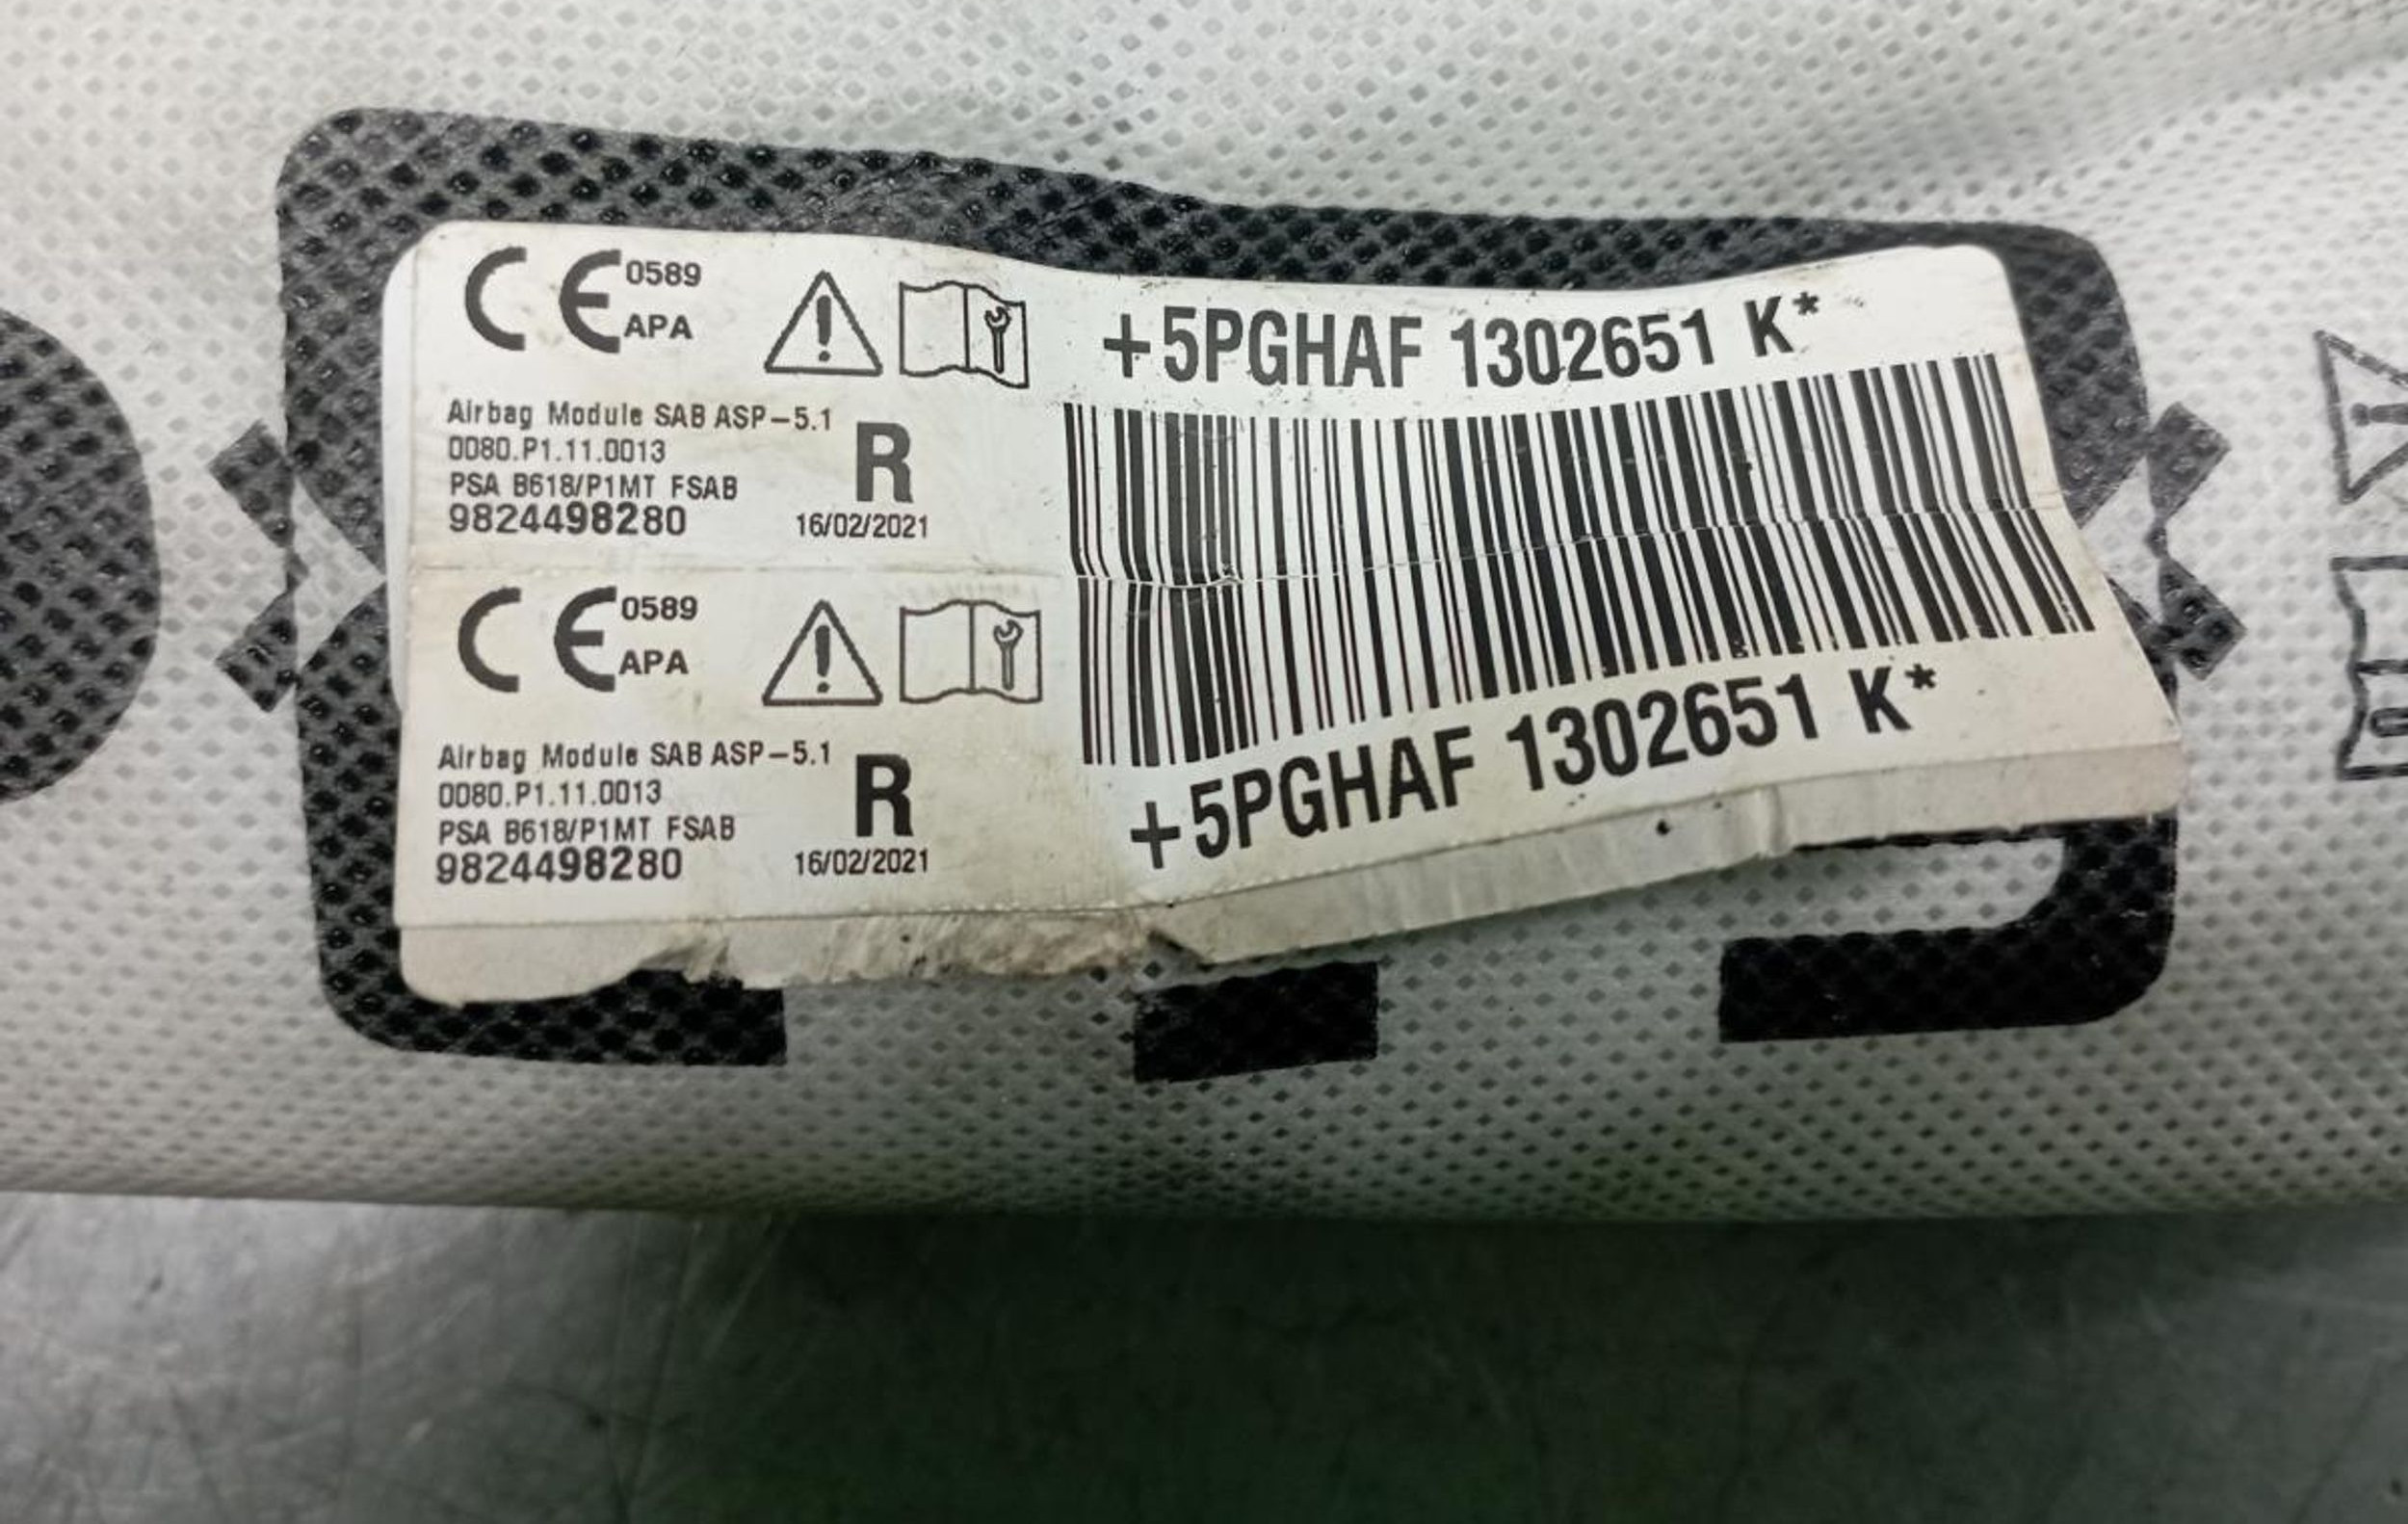 CE 0589
APA
+5PGHAF 1302651 K*
Airbag Module SAB ASP-5.1
0080.P1.11.0013
R
PSA B618/P1MT FSAB
9824498280
16/02/2021
CE 0589
APA
Airbag Module SAB ASP-5.1
0080.P1.11.0013
R
PSA B618/P1MT FSAB
9824498280
16/02/2021
+5PGHAF 1302651 K*